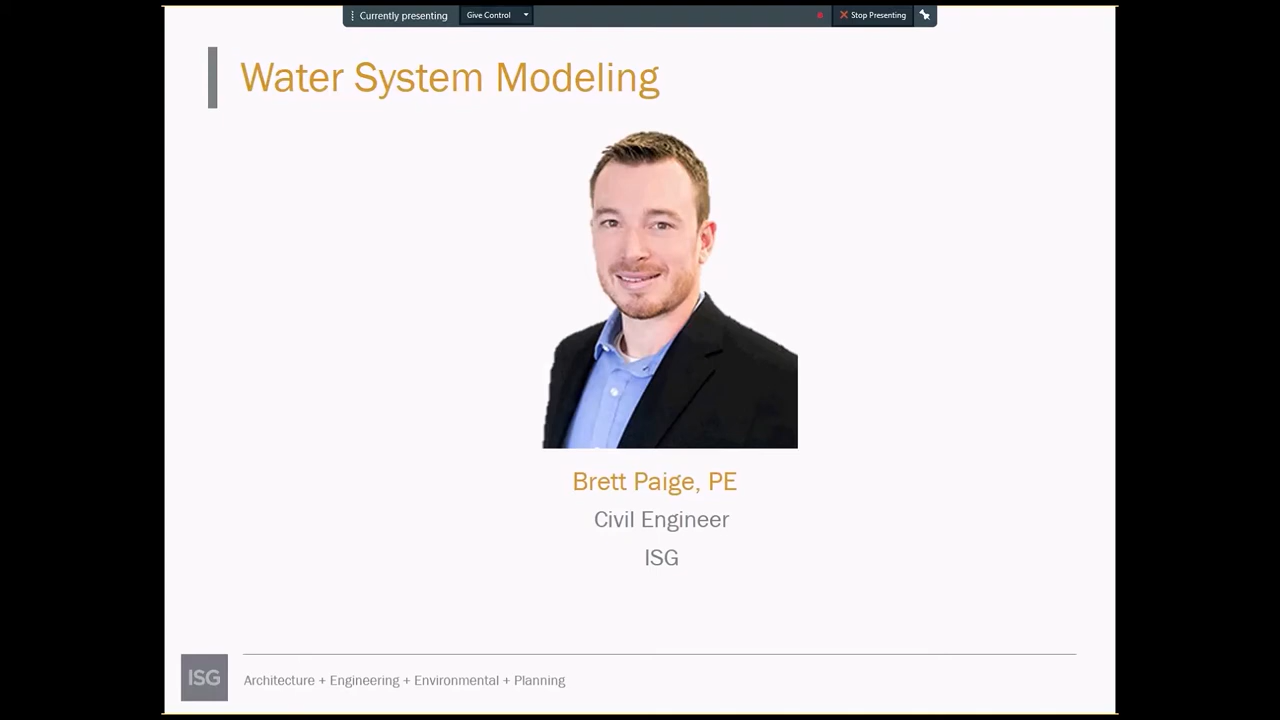 Currently presenting
Give Control
Stop Presenting
Water System Modeling
Brett Paige, PE
Civil Engineer
ISG
ISG
Architecture + Engineering + Environmental + Planning